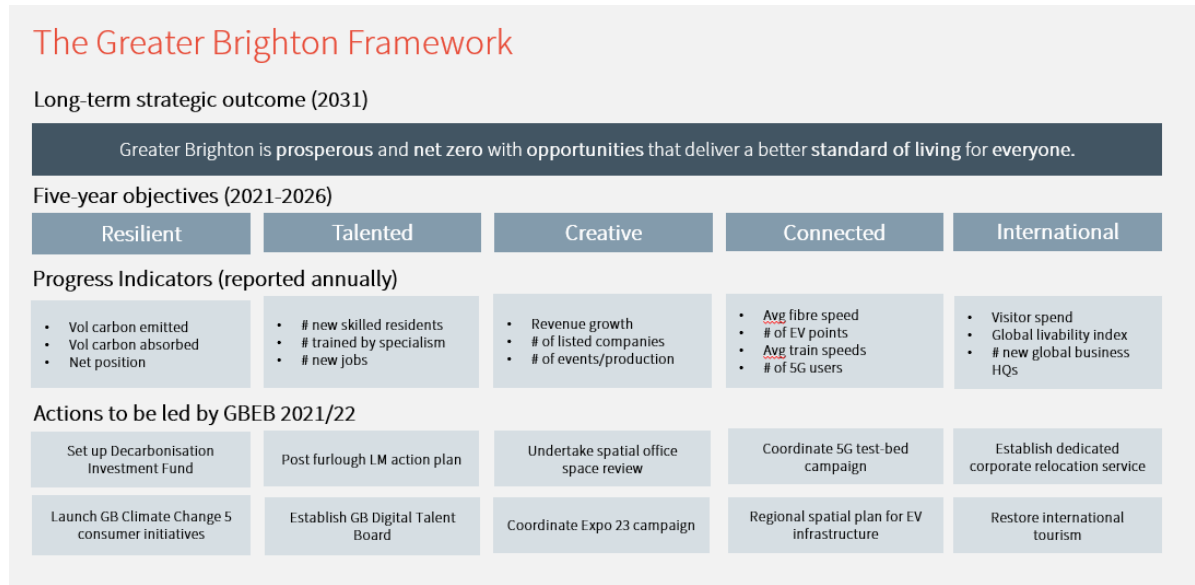 The Greater Brighton Framework
Long-term strategic outcome (2031)
Greater Brighton is prosperous and net zero with opportunities that deliver a better standard of living for everyone.
Five-year objectives (2021-2026)
Resilient
Talented
Creative
Connected
International
Progress Indicators (reported annually)
• Vol carbon emitted
• Vol carbon absorbed
• Net position
• # new skilled residents
• # trained by specialism
• # new jobs
• Revenue growth
• # of listed companies
• # of events/production
• Avg fibre speed
• # of EV points
• Avg train speeds
• # of 5G users
• Visitor spend
• Global livability index
• # new global business
HQs
Actions to be led by GBEB 2021/22
Set up Decarbonisation
Investment Fund
Post furlough LM action plan
Undertake spatial office
space review
Coordinate 5G test-bed
campaign
Establish dedicated
corporate relocation service
Launch GB Climate Change 5
consumer initiatives
Establish GB Digital Talent
Board
Coordinate Expo 23 campaign
Regional spatial plan for EV
infrastructure
Restore international
tourism